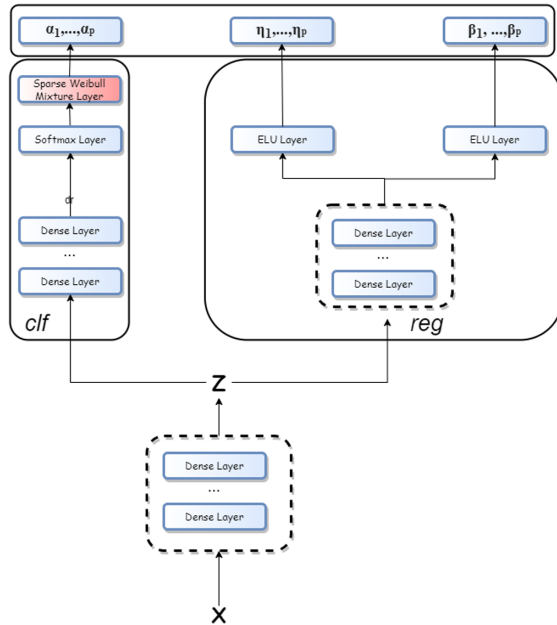 α₁,...,αₚ
η₁,...,ηₚ
β₁, ...,βₚ
Sparse Weibull
Mixture Layer
Softmax Layer
ELU Layer
ELU Layer
dr
Dense Layer
...
Dense Layer
clf
Dense Layer
...
Dense Layer
reg
z
Dense Layer
...
Dense Layer
x